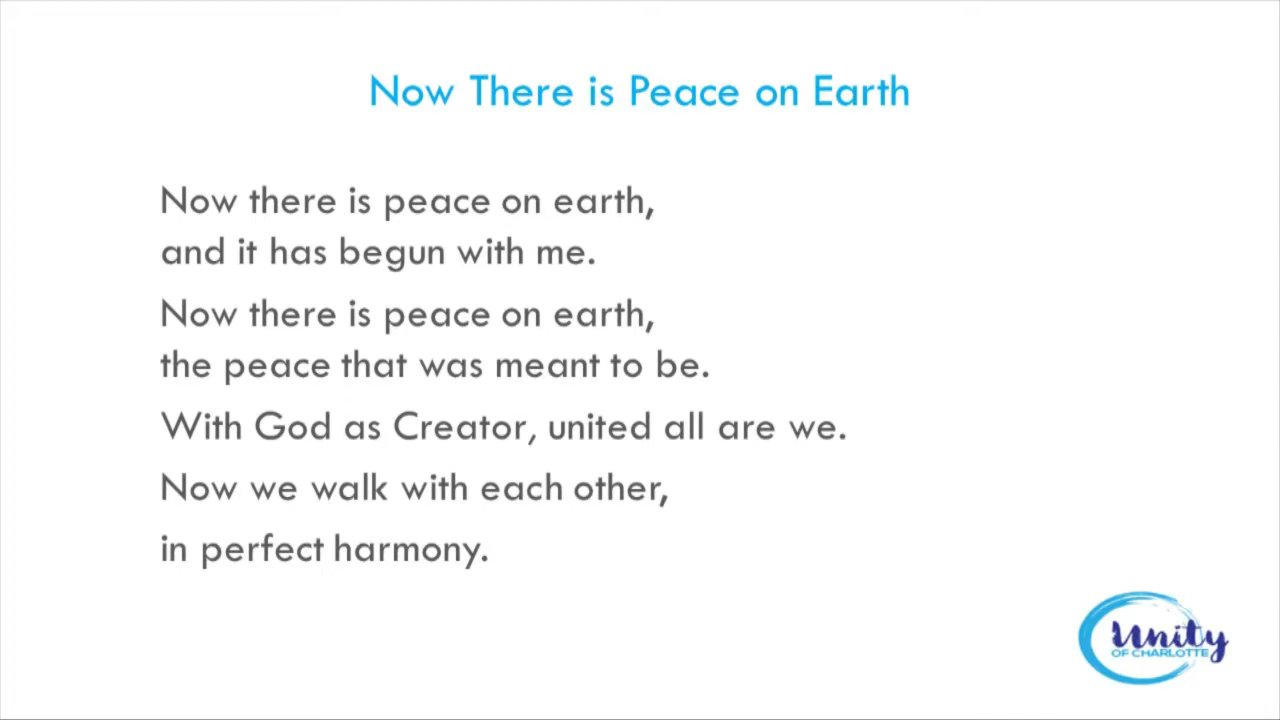 Now There is Peace on Earth
Now there is peace on earth,
and it has begun with me.
Now there is peace on earth,
the peace that was meant to be.
With God as Creator, united all are we.
Now we walk with each other,
in perfect harmony.
Unity
OF CHARLOTTE